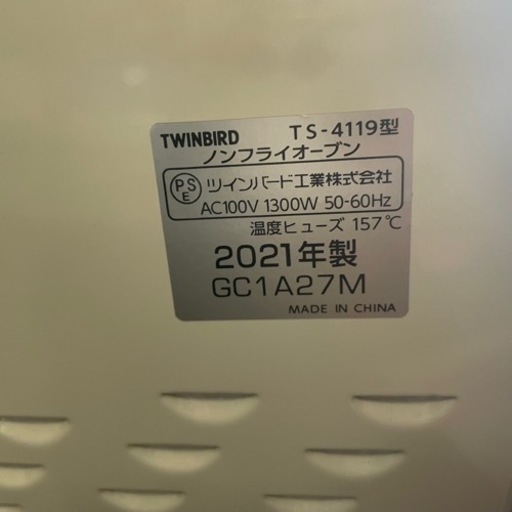 TWINBIRD TS-4119型
ノンフライオーブン
PSE ツインバード工業株式会社
AC100V 1300W 50-60Hz
温度ヒューズ 157℃
2021年製
GC1A27M
MADE IN CHINA